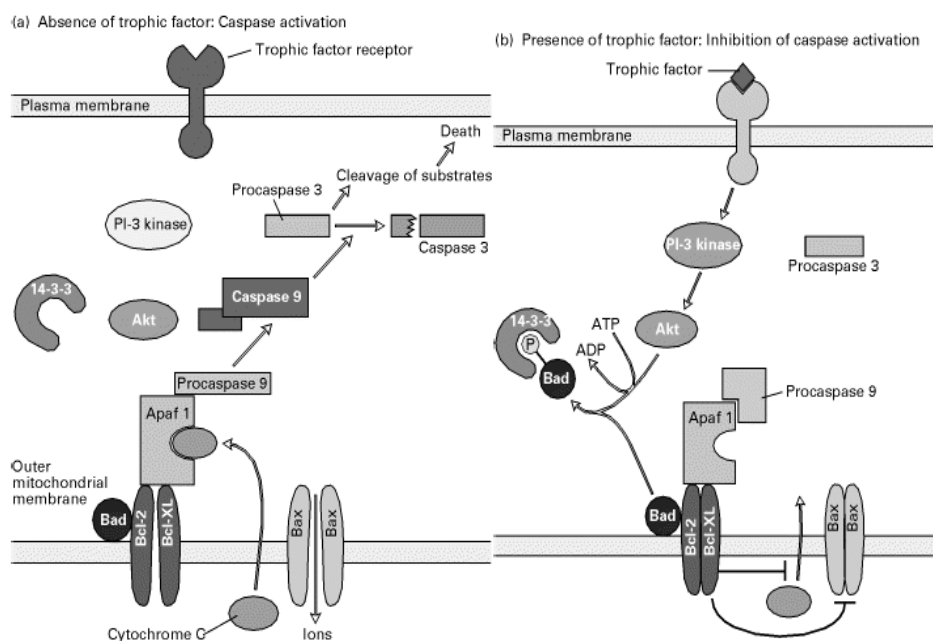 (a) Absence of trophic factor: Caspase activation
Trophic factor receptor
Plasma membrane
Death
Cleavage of substrates
Procaspase 3
PI-3 kinase
Caspase 3
14-3-3
Akt
Caspase 9
Procaspase 9
Apaf 1
Outer
mitochondrial
membrane
Bad
Bcl-2
Bcl-XL
Bax
Bax
Cytochrome C
Ions
(b) Presence of trophic factor: Inhibition of caspase activation
Trophic factor
Plasma membrane
PI-3 kinase
Procaspase 3
14-3-3
ATP
Akt
P
ADP
Bad
Procaspase 9
Apaf 1
Bad
Bcl-2
Bcl-XL
Bax
Bax